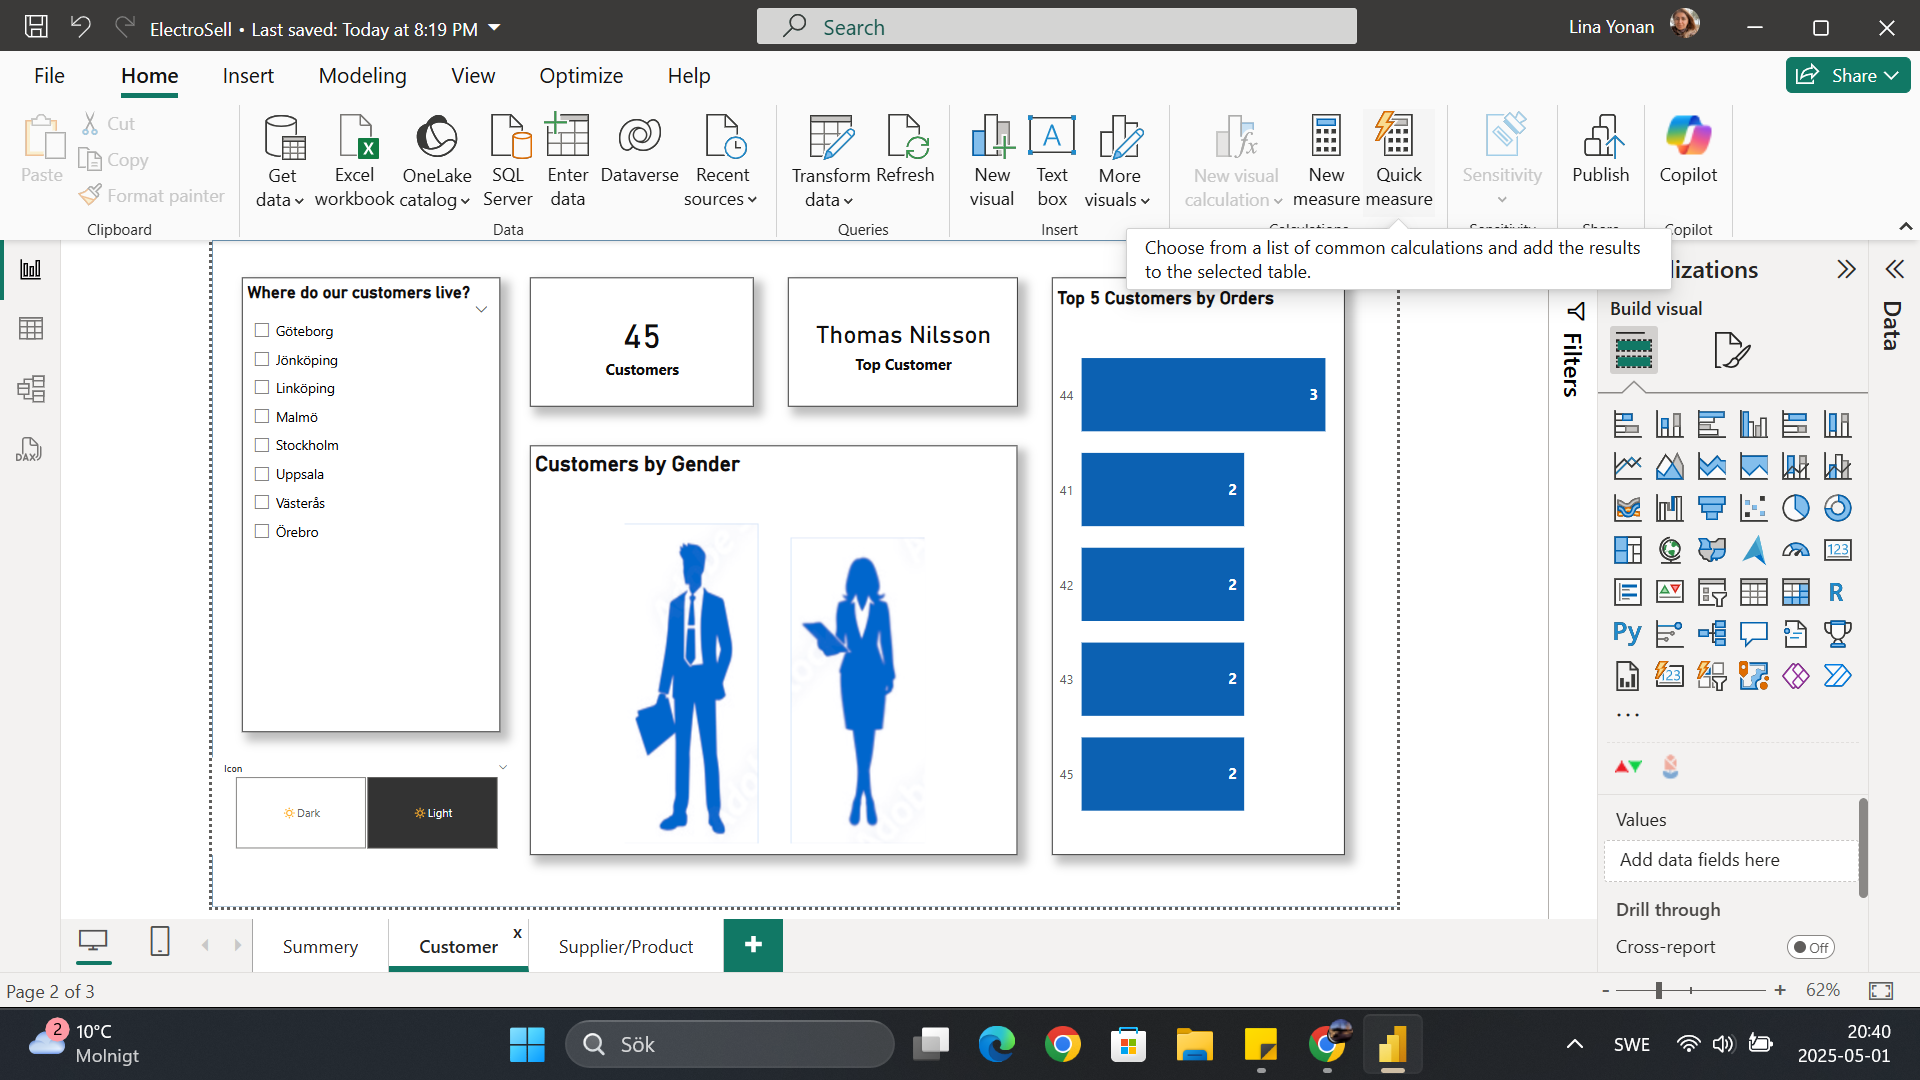 ElectroSell • Last saved: Today at 8:19 PM
Search
Lina Yonan
File
Home
Insert
Modeling
View
Optimize
Help
Share
Paste
Cut
Copy
Format painter
Clipboard
Get data
Excel workbook
OneLake catalog
SQL Server
Enter data
Dataverse
Recent sources
Data
Transform data
Refresh
Queries
New visual
A
Text box
More visuals
Insert
New visual calculation
New measure
Quick measure
Sensitivity
Publish
Copilot
Choose from a list of common calculations and add the results
to the selected table.
Where do our customers live?
Göteborg
Jönköping
Linköping
Malmö
Stockholm
Uppsala
Västerås
Örebro
Icon
Dark
Light
45
Customers
Thomas Nilsson
Top Customer
Customers by Gender
Top 5 Customers by Orders
44
3
41
2
42
2
43
2
45
2
Filters
Build visual
Data
123
R
Py
123
Values
Add data fields here
Drill through
Cross-report
Off
DAX
Summery
Customer
x
Supplier/Product
+
Page 2 of 3
- + 62%
2
10°C
Molnigt
Sök
SWE
20:40
2025-05-01